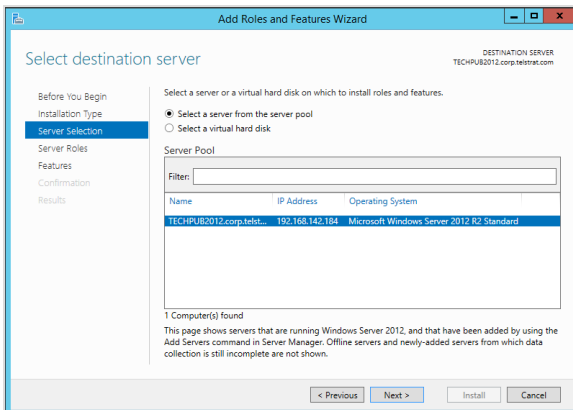 Add Roles and Features Wizard
Select destination server
DESTINATION SERVER
TECHPUB2012.corp.telstrat.com
Before You Begin
Installation Type
Server Selection
Server Roles
Features
Confirmation
Results
Select a server or a virtual hard disk on which to install roles and features.
Select a server from the server pool
Select a virtual hard disk
Server Pool
Filter:
Name IP Address Operating System
TECHPUB2012.corp.telst... 192.168.142.184 Microsoft Windows Server 2012 R2 Standard
1 Computer(s) found
This page shows servers that are running Windows Server 2012, and that have been added by using the
Add Servers command in Server Manager. Offline servers and newly-added servers from which data
collection is still incomplete are not shown.
< Previous Next > Install Cancel